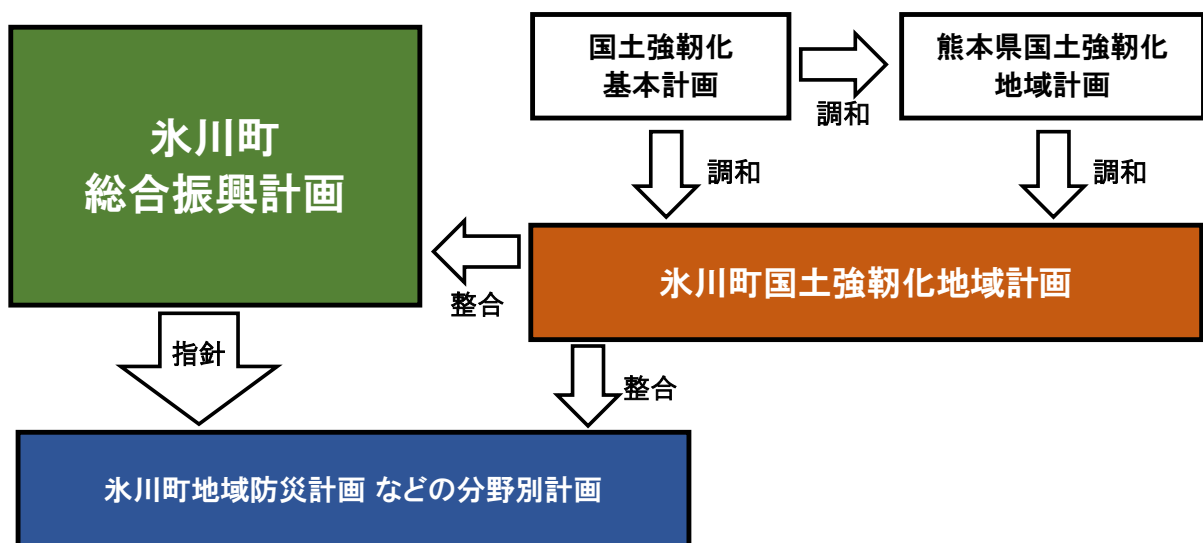 氷川町
総合振興計画
国土強靭化
基本計画
調和
熊本県国土強靭化
地域計画
調和
調和
整合
氷川町国土強靭化地域計画
指針
整合
氷川町地域防災計画 などの分野別計画